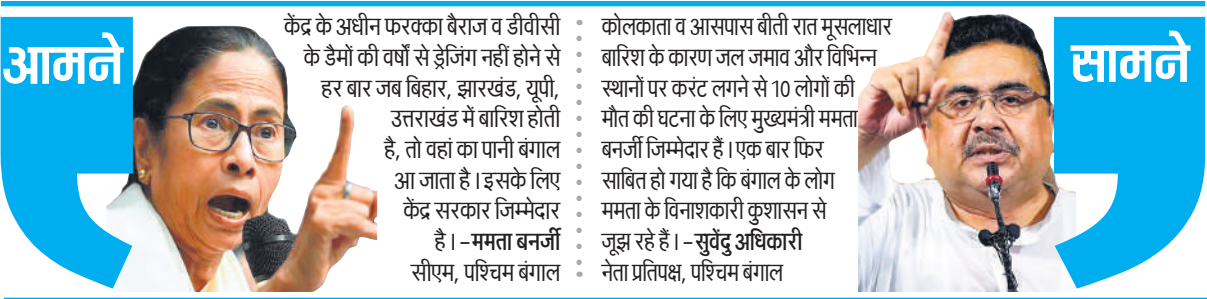 आमने
केंद्र के अधीन फरक्का बैराज व डीवीसी
के डैमों की वर्षों से ड्रेजिंग नहीं होने से
हर बार जब बिहार, झारखंड, यूपी,
उत्तराखंड में बारिश होती
है, तो वहां का पानी बंगाल
आ जाता है। इसके लिए
केंद्र सरकार जिम्मेदार
है। -ममता बनर्जी
सीएम, पश्चिम बंगाल
कोलकाता व आसपास बीती रात मूसलाधार
बारिश के कारण जल जमाव और विभिन्न
स्थानों पर करंट लगने से 10 लोगों की
मौत की घटना के लिए मुख्यमंत्री ममता
बनर्जी जिम्मेदार हैं। एक बार फिर
साबित हो गया है कि बंगाल के लोग
ममता के विनाशकारी कुशासन से
जूझ रहे हैं। -सुवेंदु अधिकारी
नेता प्रतिपक्ष, पश्चिम बंगाल
सामने